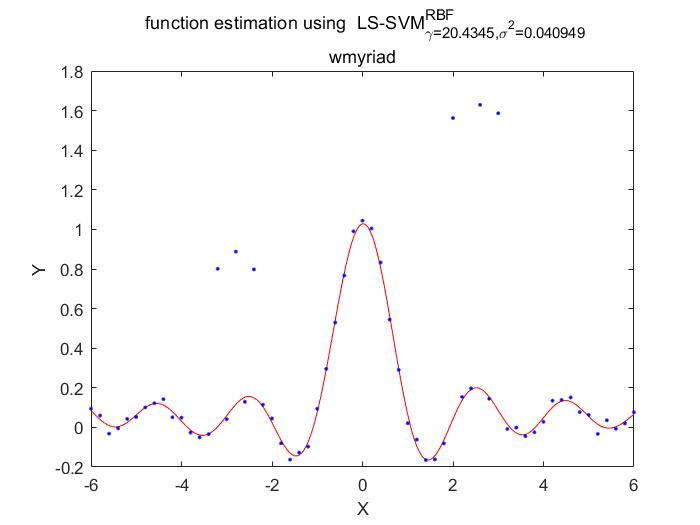 function estimation using LS-SVM^RBF_γ=20.4345,σ^2=0.040949
wmyriad
1.8
1.6
1.4
1.2
1
0.8
0.6
0.4
0.2
0
-0.2
Y
-6 -4 -2 0 2 4 6
X